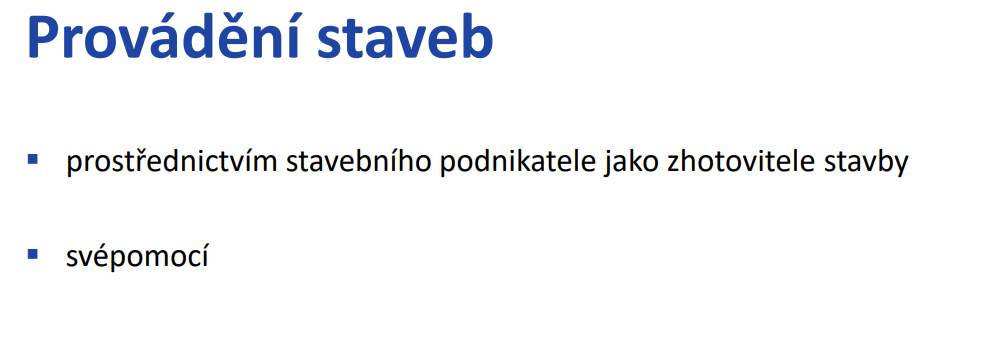 Provádění staveb
▪ prostřednictvím stavebního podnikatele jako zhotovitele stavby
▪ svépomocí